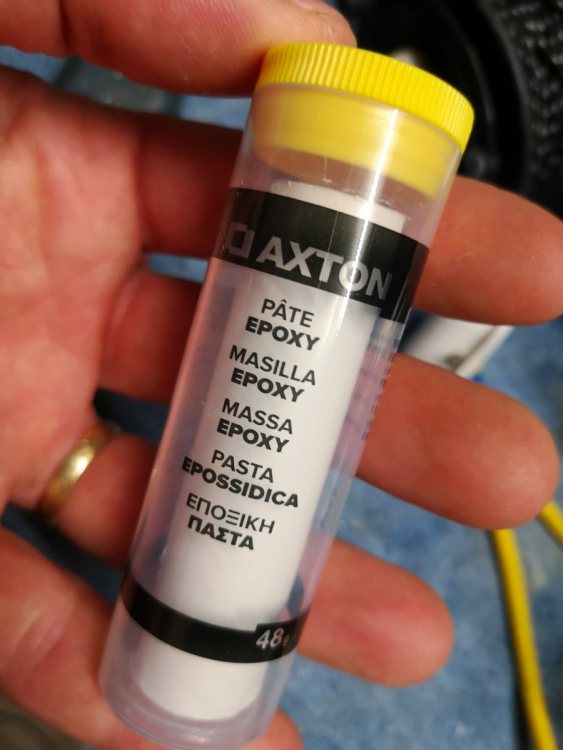 AXTON
PÂTE
EPOXY
MASILLA
EPOXY
MASSA
EPOXY
PASTA
EPOSSIDICA
ΕΠΟΞΙΚΗ
ΠΑΣΤΑ
48g